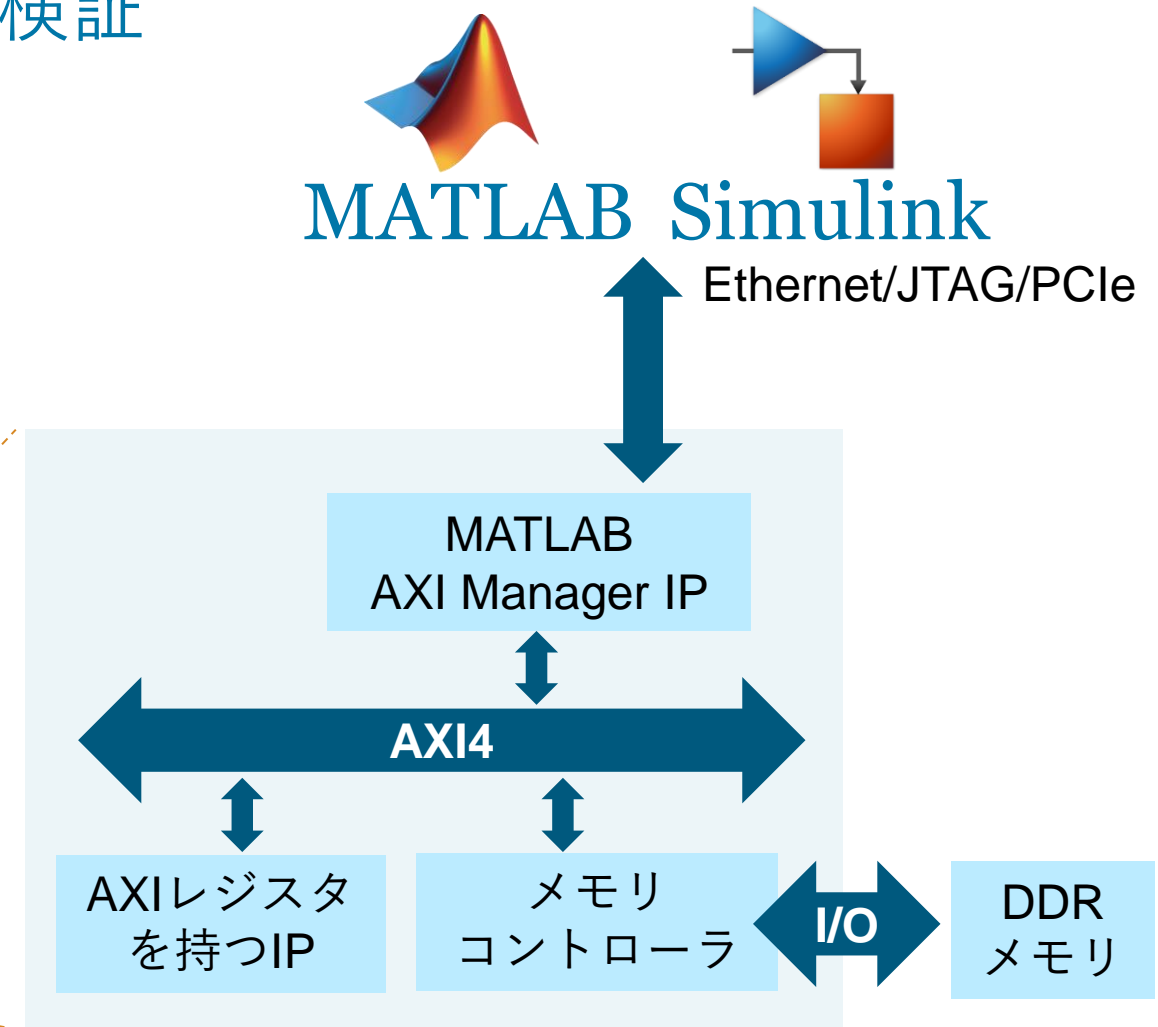 検証
MATLAB Simulink
Ethernet/JTAG/PCIe
MATLAB
AXI Manager IP
AXI4
AXIレジスタ
を持つIP
メモリ
コントローラ
I/O
DDR
メモリ